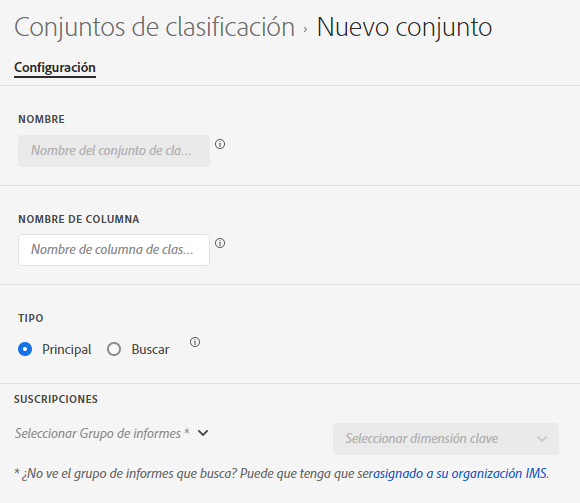 Conjuntos de clasificación › Nuevo conjunto
Configuración
NOMBRE
Nombre del conjunto de cla...
NOMBRE DE COLUMNA
Nombre de columna de clas...
TIPO
Principal Buscar
SUSCRIPCIONES
Seleccionar Grupo de informes * Seleccionar dimensión clave
* ¿No ve el grupo de informes que busca? Puede que tenga que serasignado a su organización IMS.